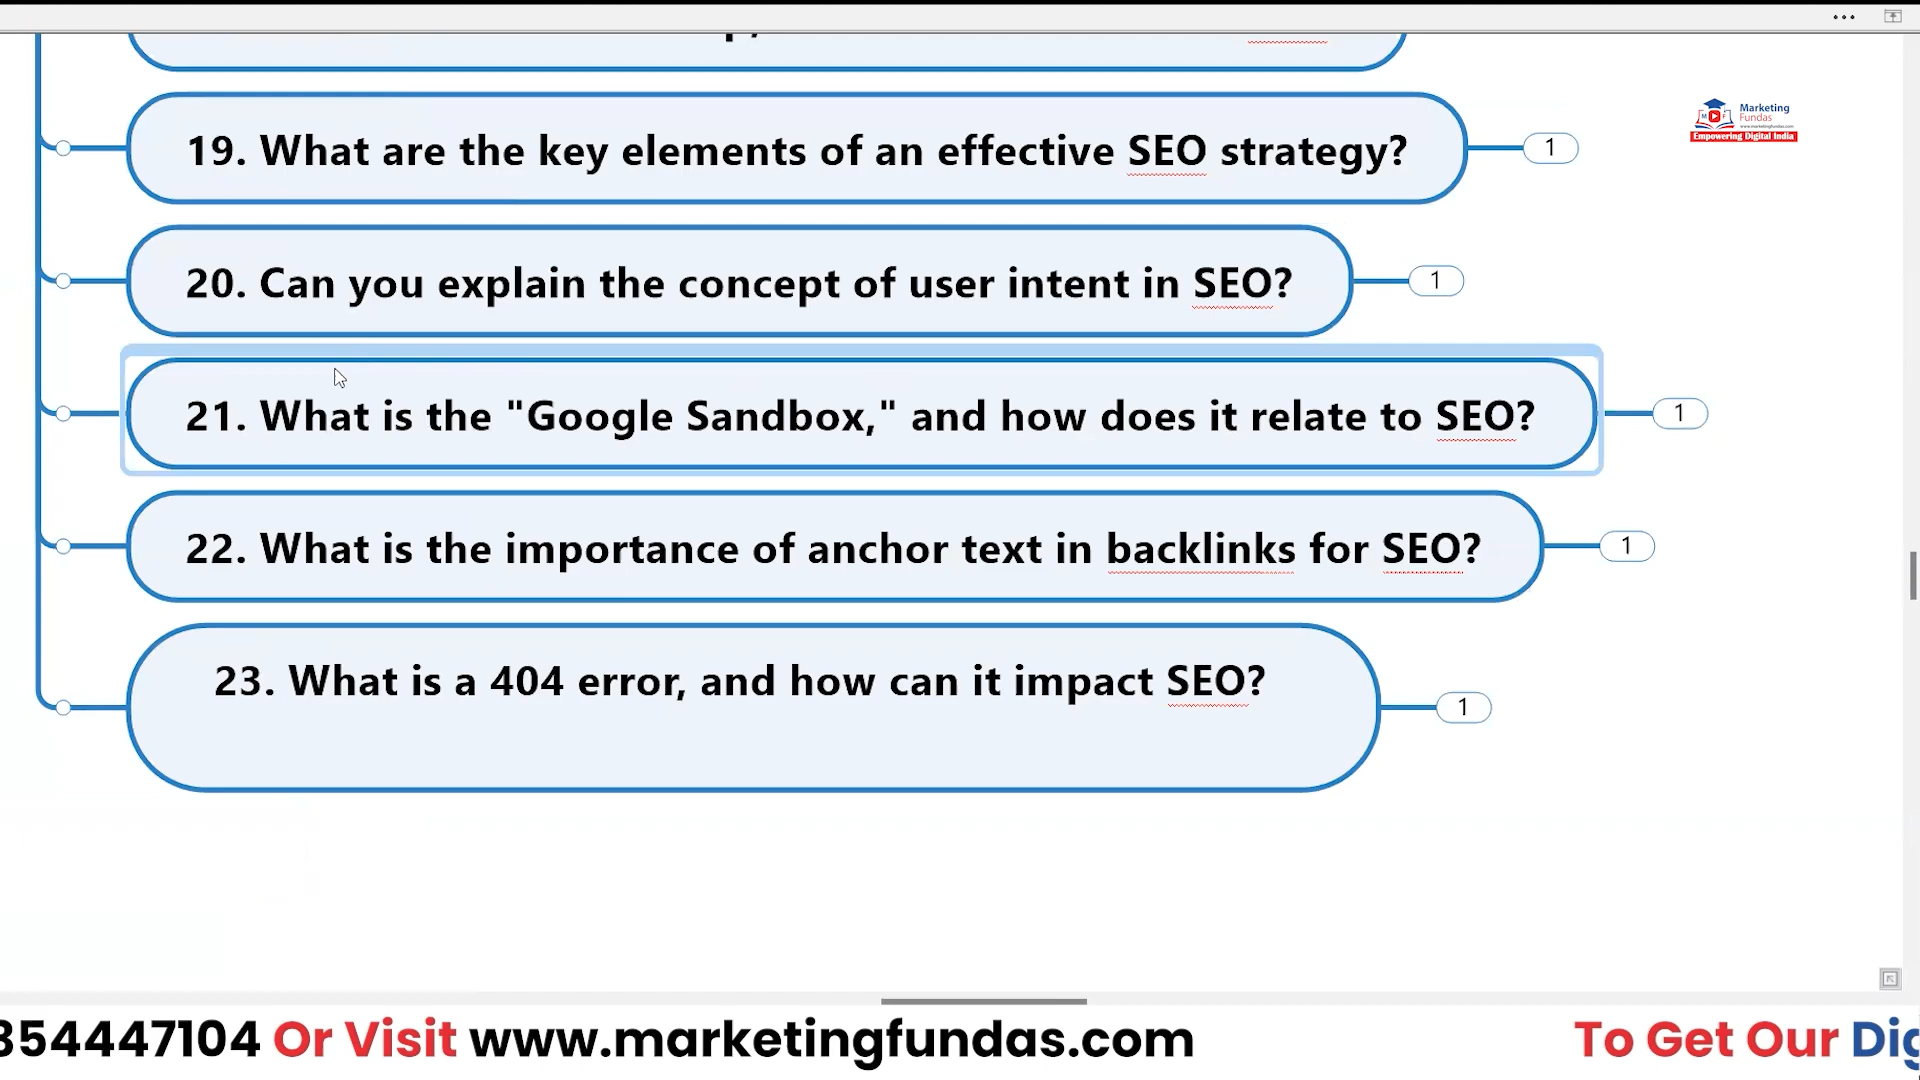 19. What are the key elements of an effective SEO strategy?
1
Marketing
Fundas
www.marketingfundas.com
Empowering Digital India
20. Can you explain the concept of user intent in SEO?
1
21. What is the "Google Sandbox," and how does it relate to SEO?
1
22. What is the importance of anchor text in backlinks for SEO?
1
23. What is a 404 error, and how can it impact SEO?
1
354447104 Or Visit www.marketingfundas.com To Get Our Dig